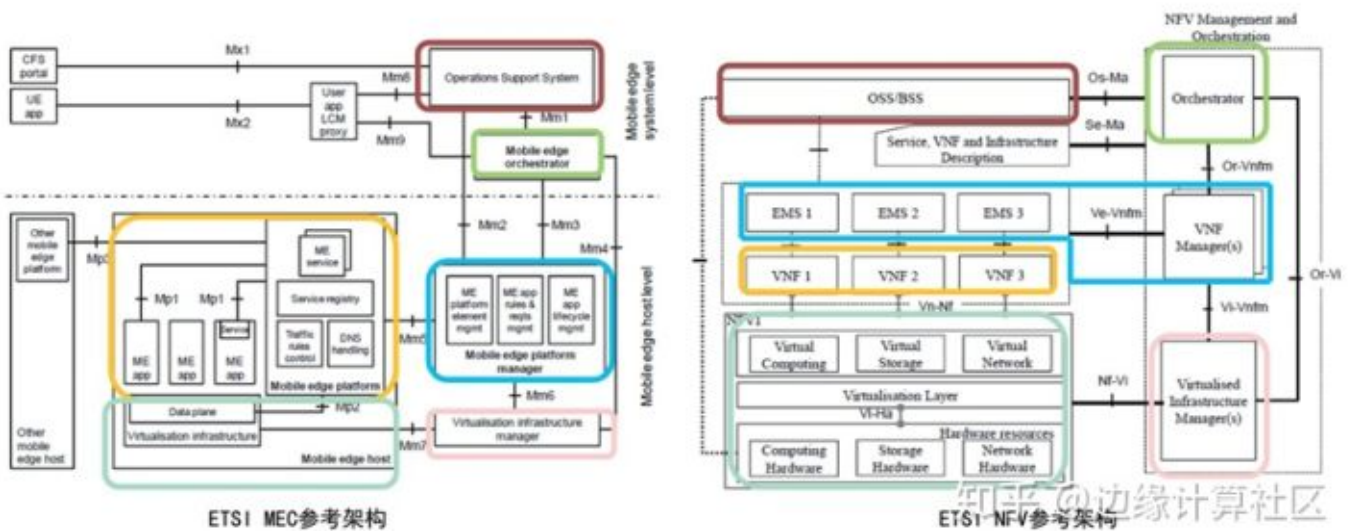 CFS
portal
UE
app
Mx1
Mx2
User
app
LCM
proxy
Mm8
Mm9
Operations Support System
Mm1
Mobile edge
orchestrator
Mobile edge
system level
Mm2
Mm3
Mm4
Other
mobile
edge
platform
Mp3
ME
service
Service registry
Mp1
Mp1
Service
ME
app
ME
app
ME
app
Traffic
rules
control
DNS
handling
Mobile edge platform
Mm5
ME
platform
element
mgmt
ME app
rules &
reqts
mgmt
ME
app
lifecycle
mgmt
Mobile edge platform
manager
Mobile edge host level
Mp2
Mm6
Data plane
Virtualisation infrastructure
Mm7
Virtualisation infrastructure
manager
Other
mobile
edge host
Mobile edge host
ETSI MEC参考架构
NFV Management and
Orchestration
OSS/BSS
Os-Ma
Orchestrator
Se-Ma
Service, VNF and Infrastructure
Description
Or-Vnfm
EMS 1
EMS 2
EMS 3
Ve-Vnfm
VNF
Manager(s)
VNF 1
VNF 2
VNF 3
Or-Vi
Vn-Nf
Vi-Vnfm
Virtual
Computing
Virtual
Storage
Virtual
Network
Virtualisation Layer
Nf-Vi
Virtualised
Infrastructure
Manager(s)
Vl-Ha
Hardware resources
Computing
Hardware
Storage
Hardware
Network
Hardware
ETSI NFV参考架构
知乎 @边缘计算社区